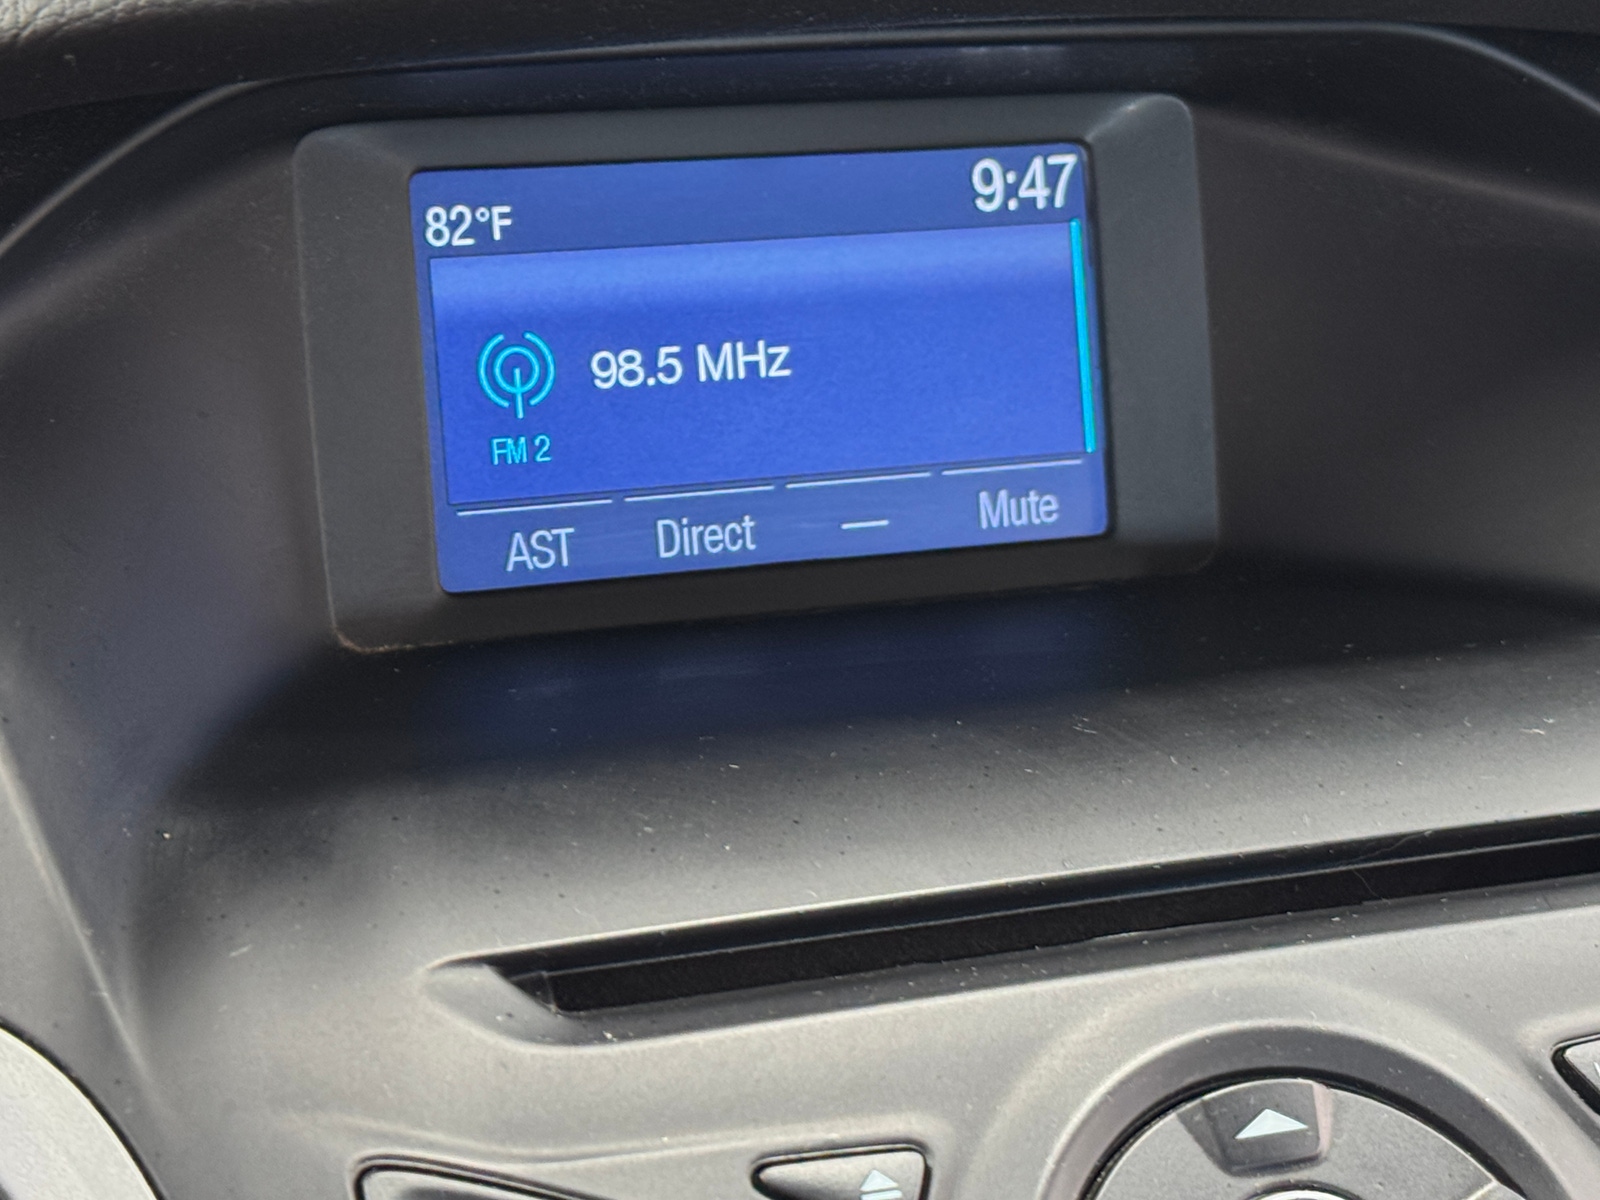 82°F
9:47
98.5 MHz
FM 2
AST Direct — Mute